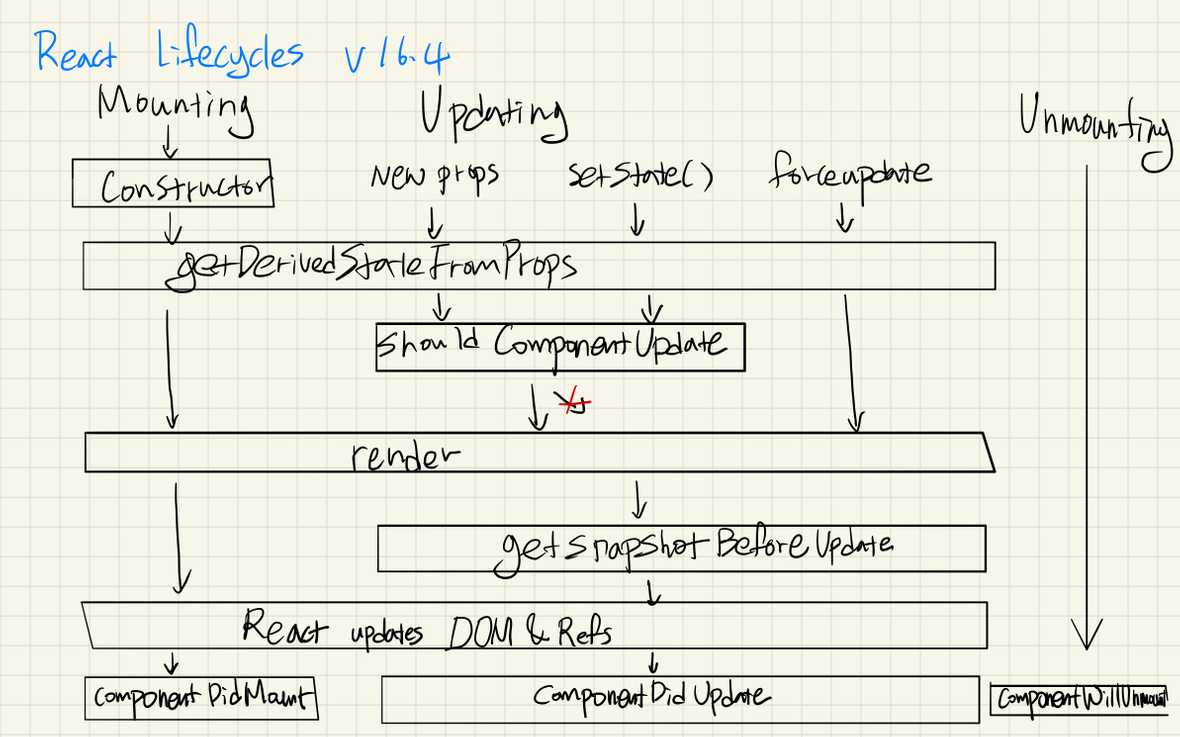 React Lifecycles v16.4
Mounting
Updating
Unmounting
Constructor
New props
setState()
forceupdate
getDerivedStateFromProps
should ComponentUpdate
render
getsnapshotBeforeUpdate
React updates DOM & Refs
componentDidMount
ComponentDidUpdate
ComponentWillUnmount